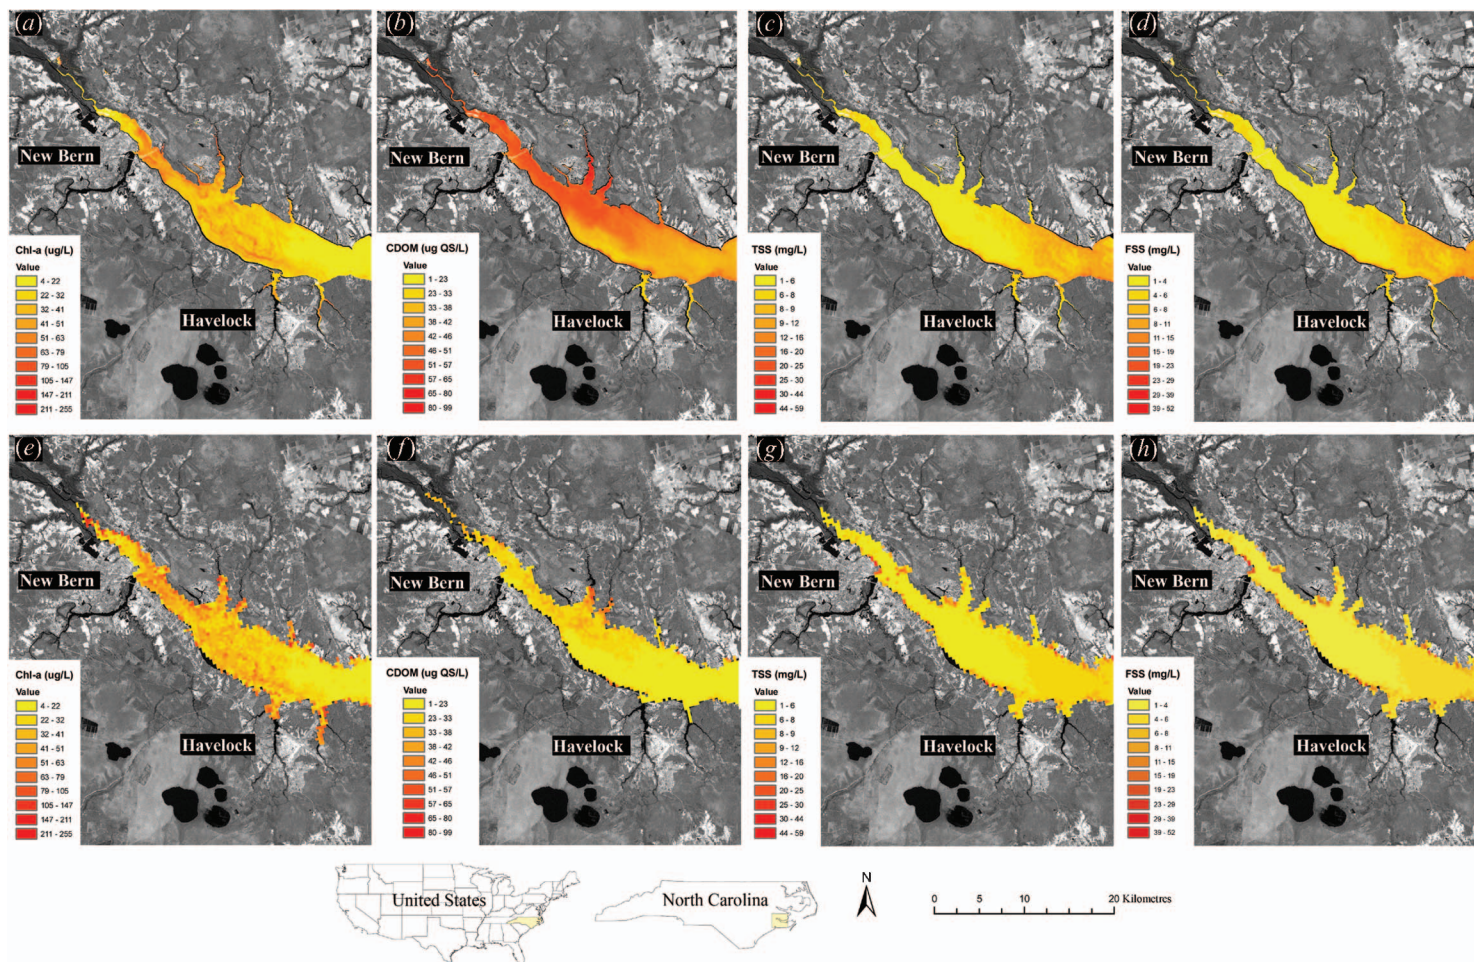 (a)
New Bern
Havelock
Chl-a (ug/L)
Value
4 - 22
22 - 32
32 - 41
41 - 51
51 - 63
63 - 79
79 - 105
105 - 147
147 - 211
211 - 255
(b)
New Bern
Havelock
CDOM (ug QS/L)
Value
1 - 23
23 - 33
33 - 38
38 - 42
42 - 46
46 - 51
51 - 57
57 - 65
65 - 80
80 - 99
(c)
New Bern
Havelock
TSS (mg/L)
Value
1 - 6
6 - 8
8 - 9
9 - 12
12 - 16
16 - 20
20 - 25
25 - 30
30 - 44
44 - 59
(d)
New Bern
Havelock
FSS (mg/L)
Value
1 - 4
4 - 6
6 - 8
8 - 11
11 - 15
15 - 19
19 - 23
23 - 29
29 - 39
39 - 52
(e)
New Bern
Havelock
Chl-a (ug/L)
Value
4 - 22
22 - 32
32 - 41
41 - 51
51 - 63
63 - 79
79 - 105
105 - 147
147 - 211
211 - 255
(f)
New Bern
Havelock
CDOM (ug QS/L)
Value
1 - 23
23 - 33
33 - 38
38 - 42
42 - 46
46 - 51
51 - 57
57 - 65
65 - 80
80 - 99
(g)
New Bern
Havelock
TSS (mg/L)
Value
1 - 6
6 - 8
8 - 9
9 - 12
12 - 16
16 - 20
20 - 25
25 - 30
30 - 44
44 - 59
(h)
New Bern
Havelock
FSS (mg/L)
Value
1 - 4
4 - 6
6 - 8
8 - 11
11 - 15
15 - 19
19 - 23
23 - 29
29 - 39
39 - 52
United States
North Carolina
N
0 5 10 20 Kilometres